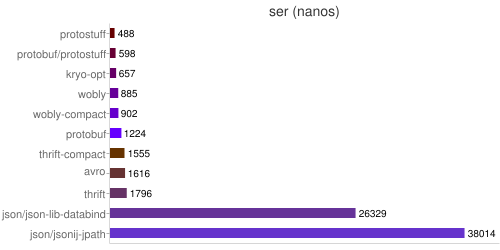 ser (nanos)
protostuff 488
protobuf/protostuff 598
kryo-opt 657
wobly 885
wobly-compact 902
protobuf 1224
thrift-compact 1555
avro 1616
thrift 1796
json/json-lib-databind 26329
json/jsonij-jpath 38014